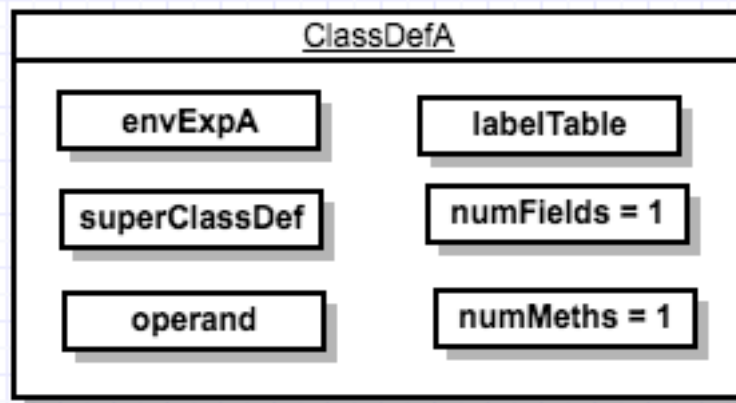 ClassDefA
envExpA
labelTable
superClassDef
numFields = 1
operand
numMeths = 1